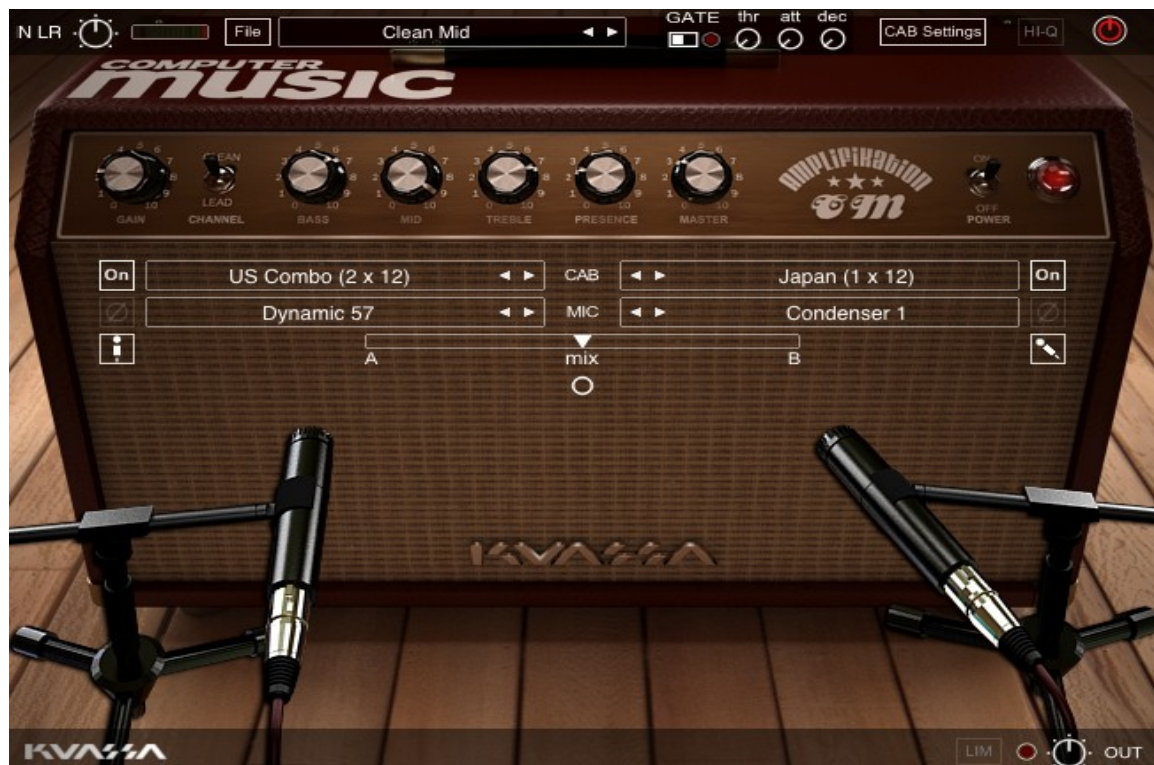 N LR File Clean Mid GATE thr att dec CAB Settings HI-Q
COMPUTER
MUSIC
AMPLIFIKATION
CM
CLEAN
LEAD
GAIN CHANNEL BASS MID TREBLE PRESENCE MASTER
ON
OFF
POWER
On US Combo (2 x 12) CAB Japan (1 x 12) On
Dynamic 57 MIC Condenser 1
A mix B
KVASSA
KVASSA LIM OUT